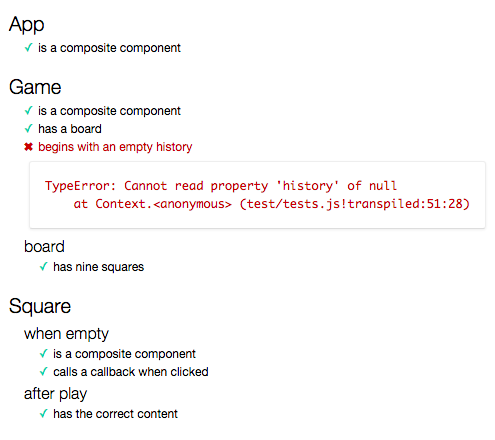 App
✓ is a composite component
Game
✓ is a composite component
✓ has a board
✖ begins with an empty history
TypeError: Cannot read property 'history' of null
at Context.<anonymous> (test/tests.js!transpiled:51:28)
board
✓ has nine squares
Square
when empty
✓ is a composite component
✓ calls a callback when clicked
after play
✓ has the correct content